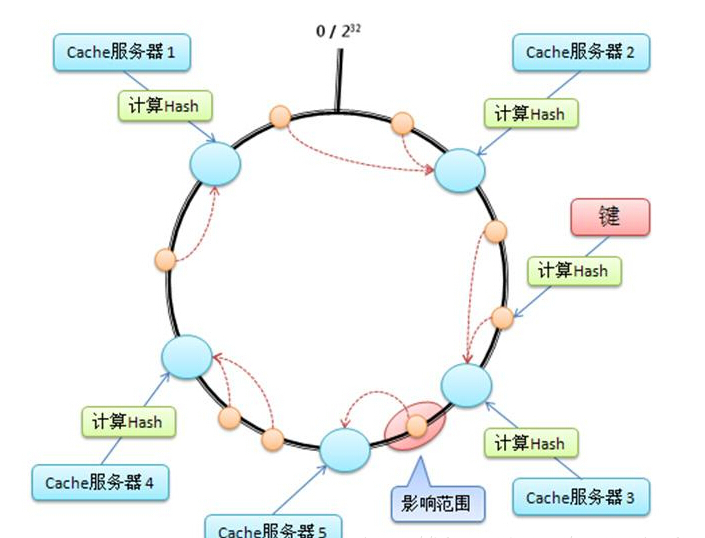 0 / 2³²
Cache服务器 1
Cache服务器 2
计算Hash
计算Hash
键
计算Hash
计算Hash
计算Hash
Cache服务器 4
影响范围
Cache服务器 3
Cache服务器 5